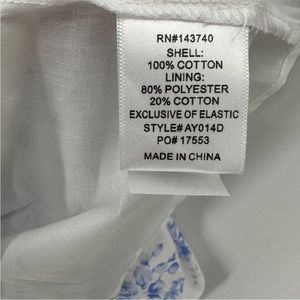 RN#143740
SHELL:
100% COTTON
LINING:
80% POLYESTER
20% COTTON
EXCLUSIVE OF ELASTIC
STYLE# AY014D
PO# 17553
MADE IN CHINA